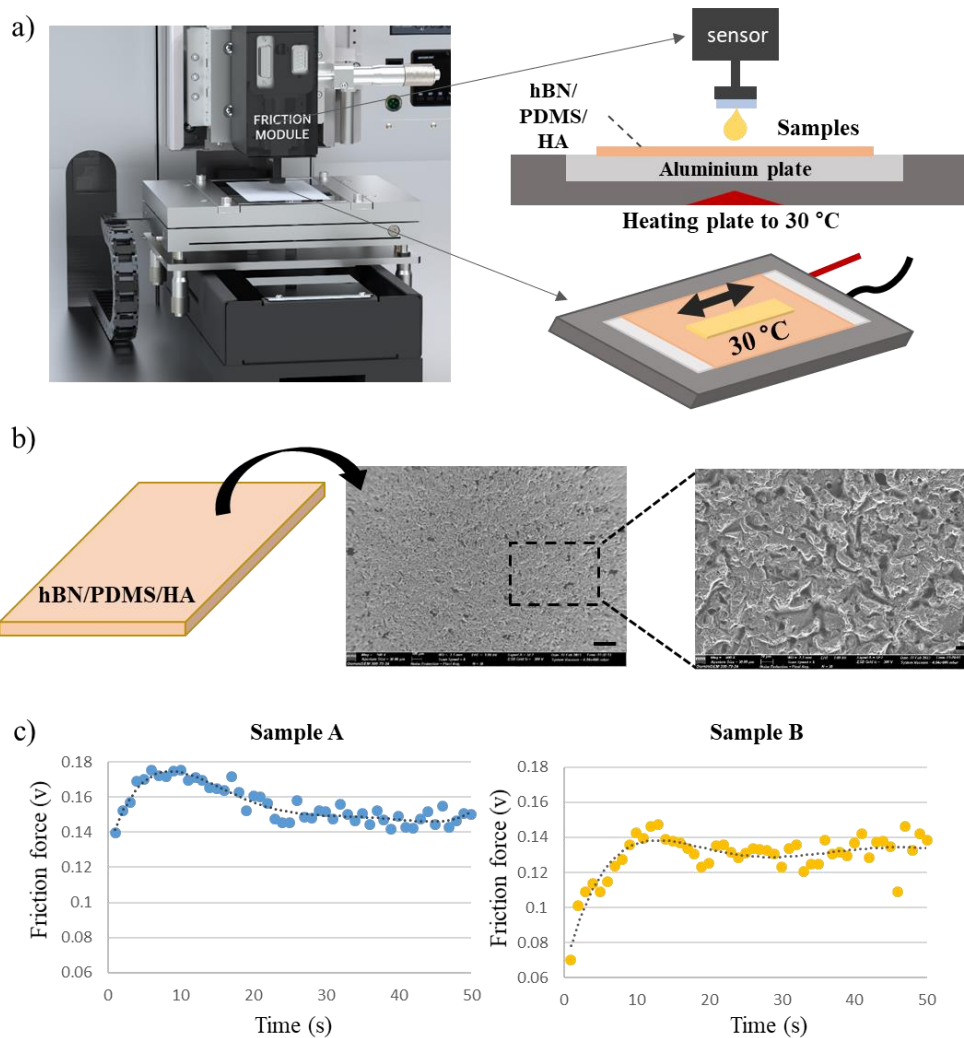 a)
FRICTION
MODULE
sensor
hBN/
PDMS/
HA
Samples
Aluminium plate
Heating plate to 30 °C
30 °C
b)
hBN/PDMS/HA
c)
Sample A
Friction force (v)
0.18
0.16
0.14
0.12
0.1
0.08
0.06
0
10
20
30
40
50
Time (s)
Sample B
Friction force (v)
0.18
0.16
0.14
0.12
0.1
0.08
0.06
0
10
20
30
40
50
Time (s)